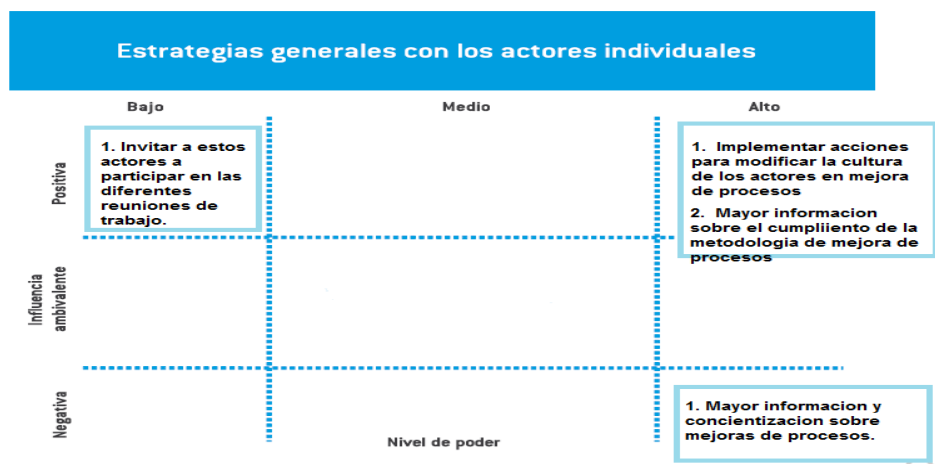 Estrategias generales con los actores individuales
Bajo
Medio
Alto
Positiva
1. Invitar a estos
actores a
participar en las
diferentes
reuniones de
trabajo.
1. Implementar acciones
para modificar la cultura
de los actores en mejora
de procesos
2. Mayor informacion
sobre el cumpliiento de la
metodologia de mejora de
procesos
Influencia
ambivalente
Negativa
1. Mayor informacion y
concientizacion sobre
mejoras de procesos.
Nivel de poder